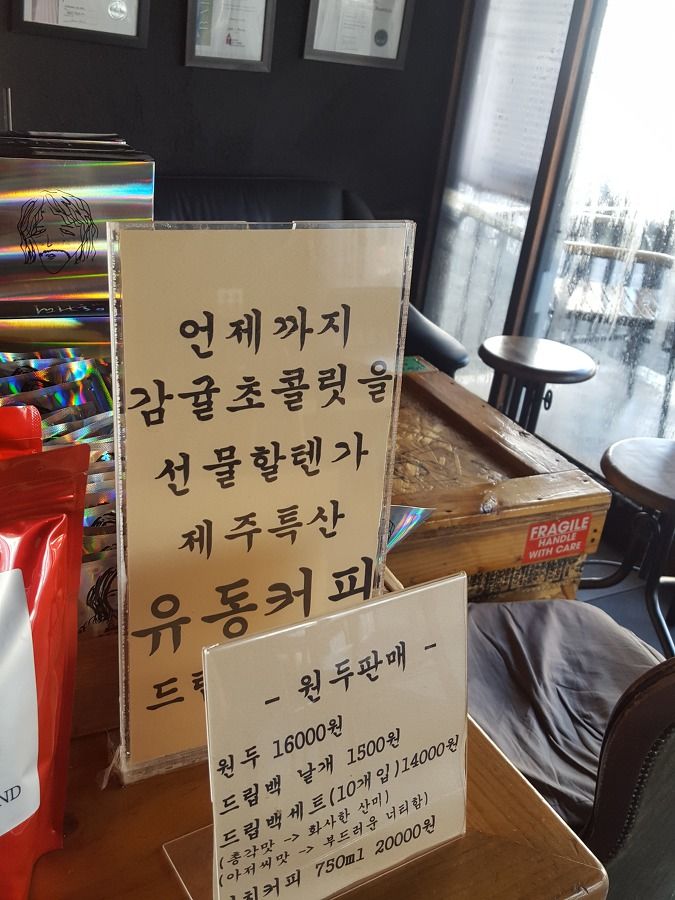 언제까지
감귤초콜릿을
선물할텐가
제주특산
유동커피
- 원두판매 -
원두 16000원
드립백 낱개 1500원
드립백세트(10개입)14000원
(총각맛 -> 화사한 산미)
(아저씨맛 -> 부드러운 너티함)
750ml 20000원
FRAGILE
HANDLE
WITH CARE